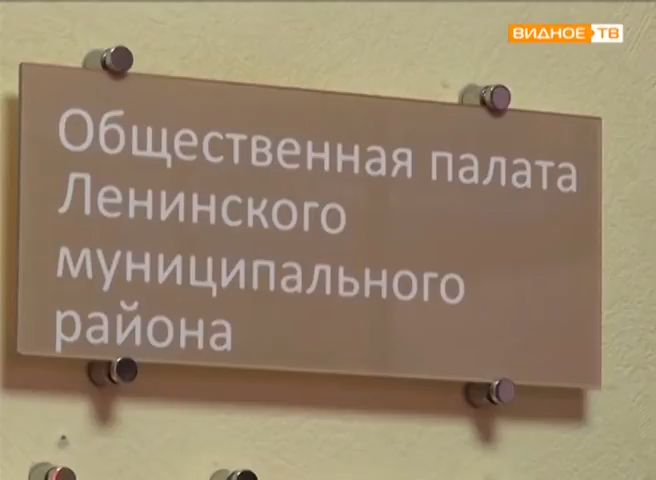 ВИДНОЕ ТВ
Общественная палата
Ленинского
муниципального
района